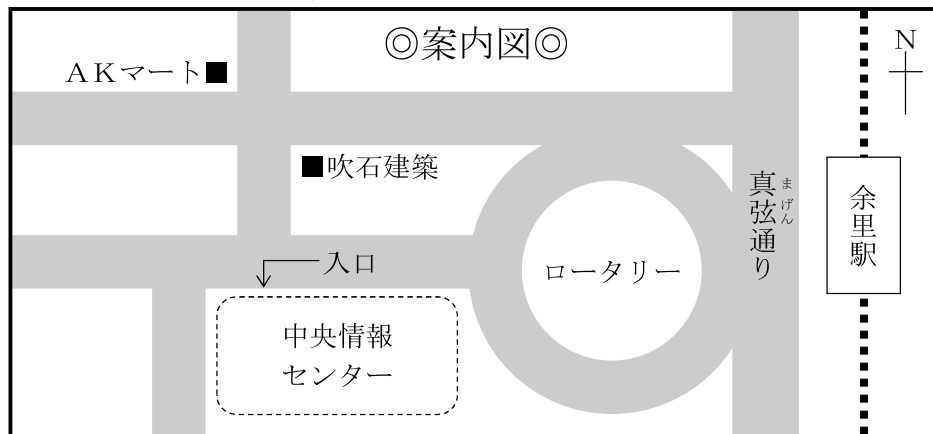 ◎案内図◎
N
AKマート■
■吹石建築
真弦通り
まげん
余里駅
入口
ロータリー
中央情報
センター